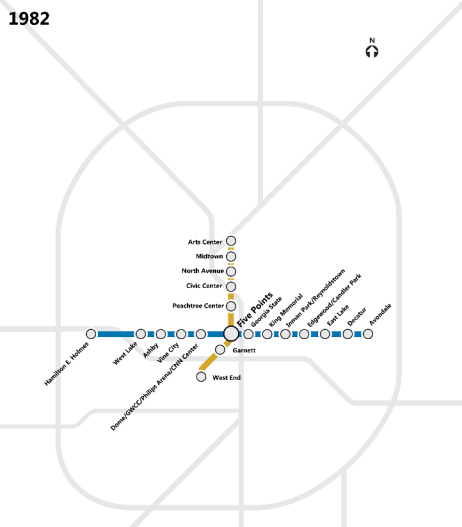 1982
N
Arts Center
Midtown
North Avenue
Civic Center
Peachtree Center
Five Points
Georgia State
King Memorial
Inman Park/Reynoldstown
Edgewood/Candler Park
East Lake
Decatur
Avondale
Hamilton E. Holmes
West Lake
Ashby
Vine City
Dome/GWCC/Philips Arena/CNN Center
Garnett
West End